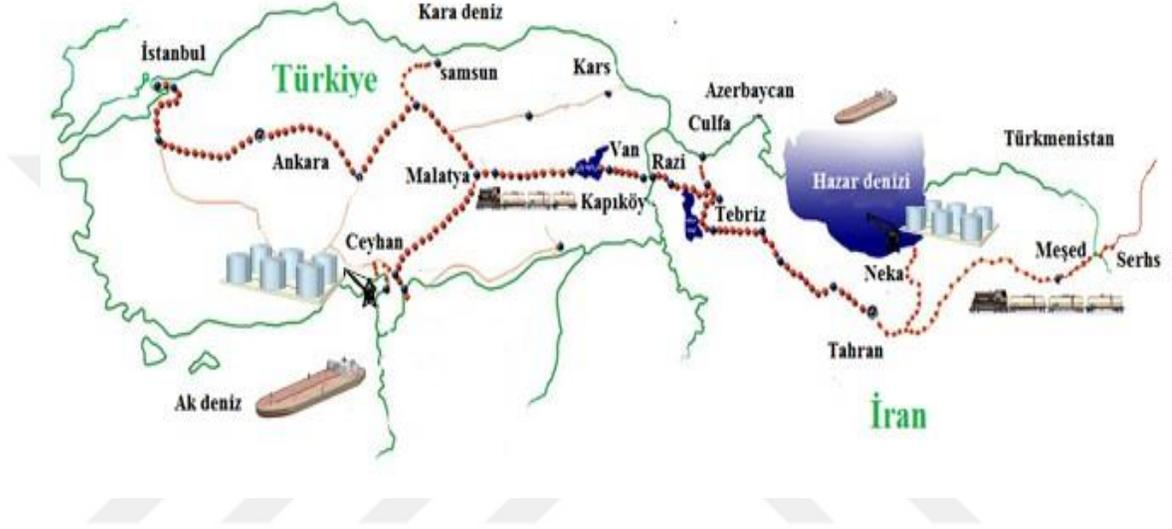 Kara deniz
İstanbul
Türkiye
samsun
Kars
Azerbaycan
Culfa
Türkmenistan
Ankara
Malatya
Van
Razi
Hazar denizi
Kapıköy
Tebriz
Ceyhan
Neka
Meşed
Serhs
Tahran
Ak deniz
İran